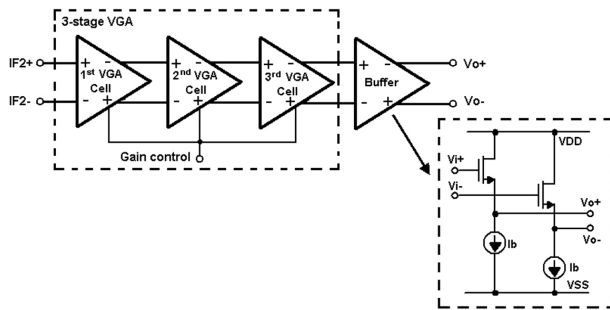 3-stage VGA
IF2+
IF2-
+ -
- +
1st VGA
Cell
+ -
- +
2nd VGA
Cell
+ -
- +
3rd VGA
Cell
+ -
- +
Buffer
Vo+
Vo-
Gain control
VDD
Vi+
Vi-
Vo+
Vo-
Ib
Ib
VSS